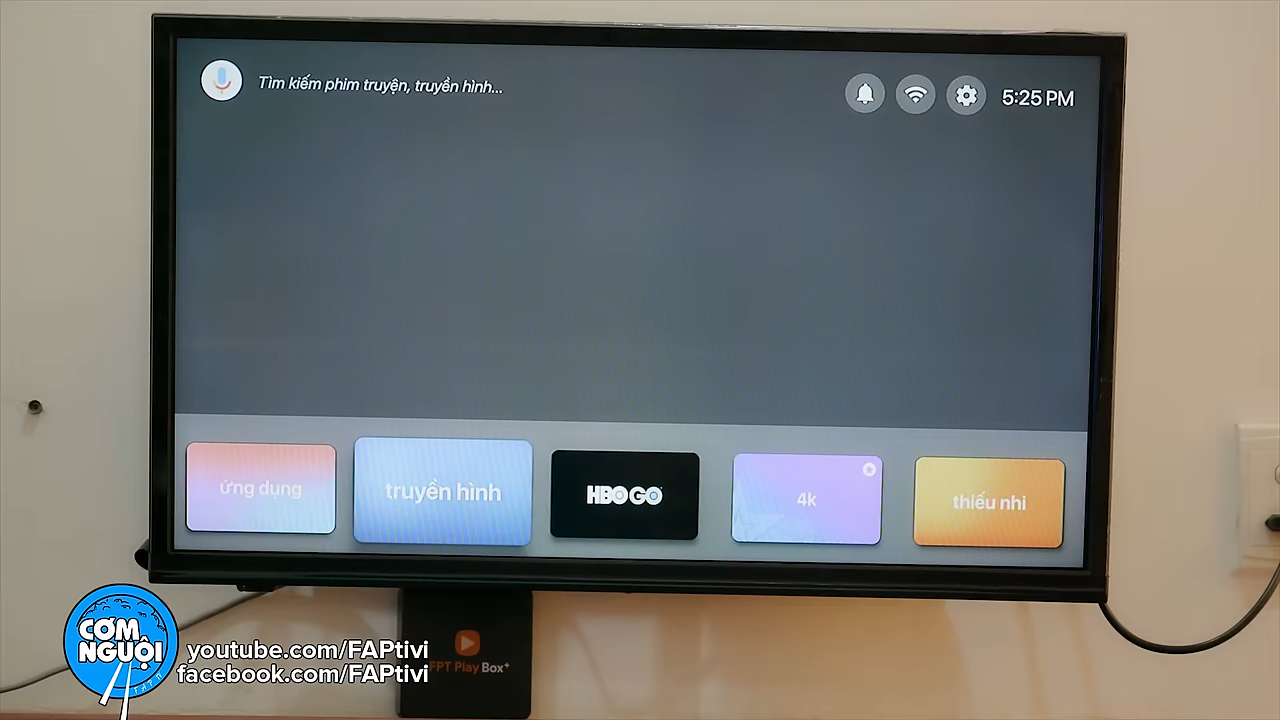 Tìm kiếm phim truyện, truyền hình...
5:25 PM
ứng dụng
truyền hình
HBO GO
4k
thiếu nhi
CƠM NGUỘI
FAPTV
youtube.com/FAPtivi
facebook.com/FAPtivi
FPT Play Box+